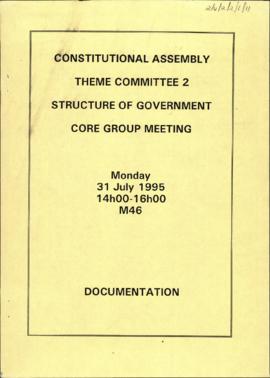 CONSTITUTIONAL ASSEMBLY
THEME COMMITTEE 2
STRUCTURE OF GOVERNMENT
CORE GROUP MEETING
Monday
31 July 1995
14h00-16h00
M46
DOCUMENTATION